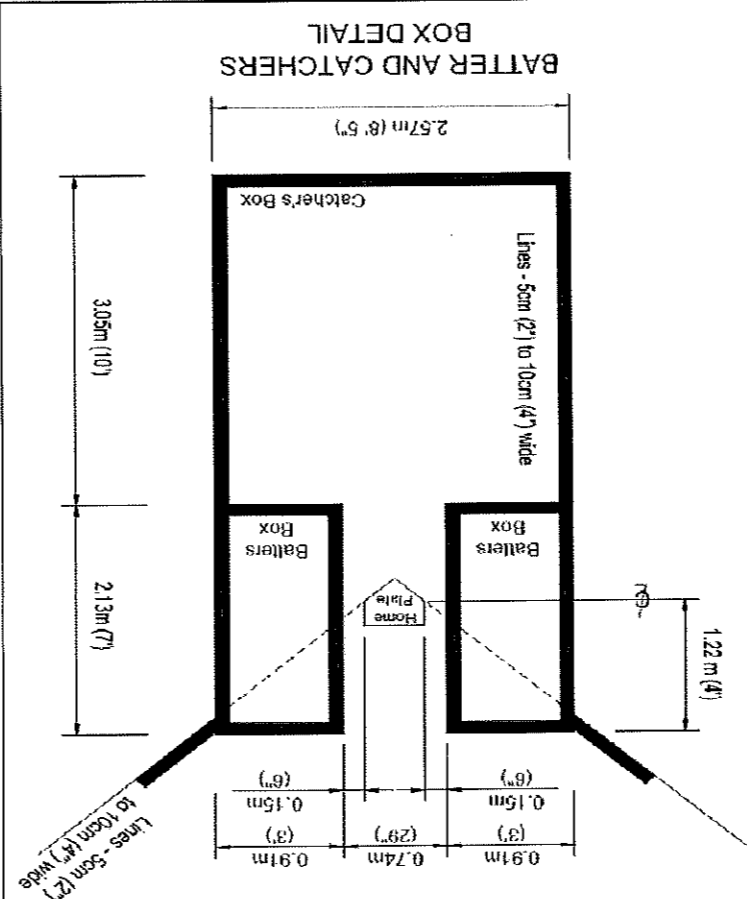 Lines - 5cm (2")
to 10cm (4") wide
0.91m
(3')
0.74m
(29")
0.91m
(3')
0.15m
(6")
0.15m
(6")
1.22 m (4')
2.13m (7')
Home
Plate
Batters
Box
Batters
Box
3.05m (10')
Lines - 5cm (2") to 10cm (4") wide
Catcher's Box
2.57m (8' 5")
BATTER AND CATCHERS
BOX DETAIL